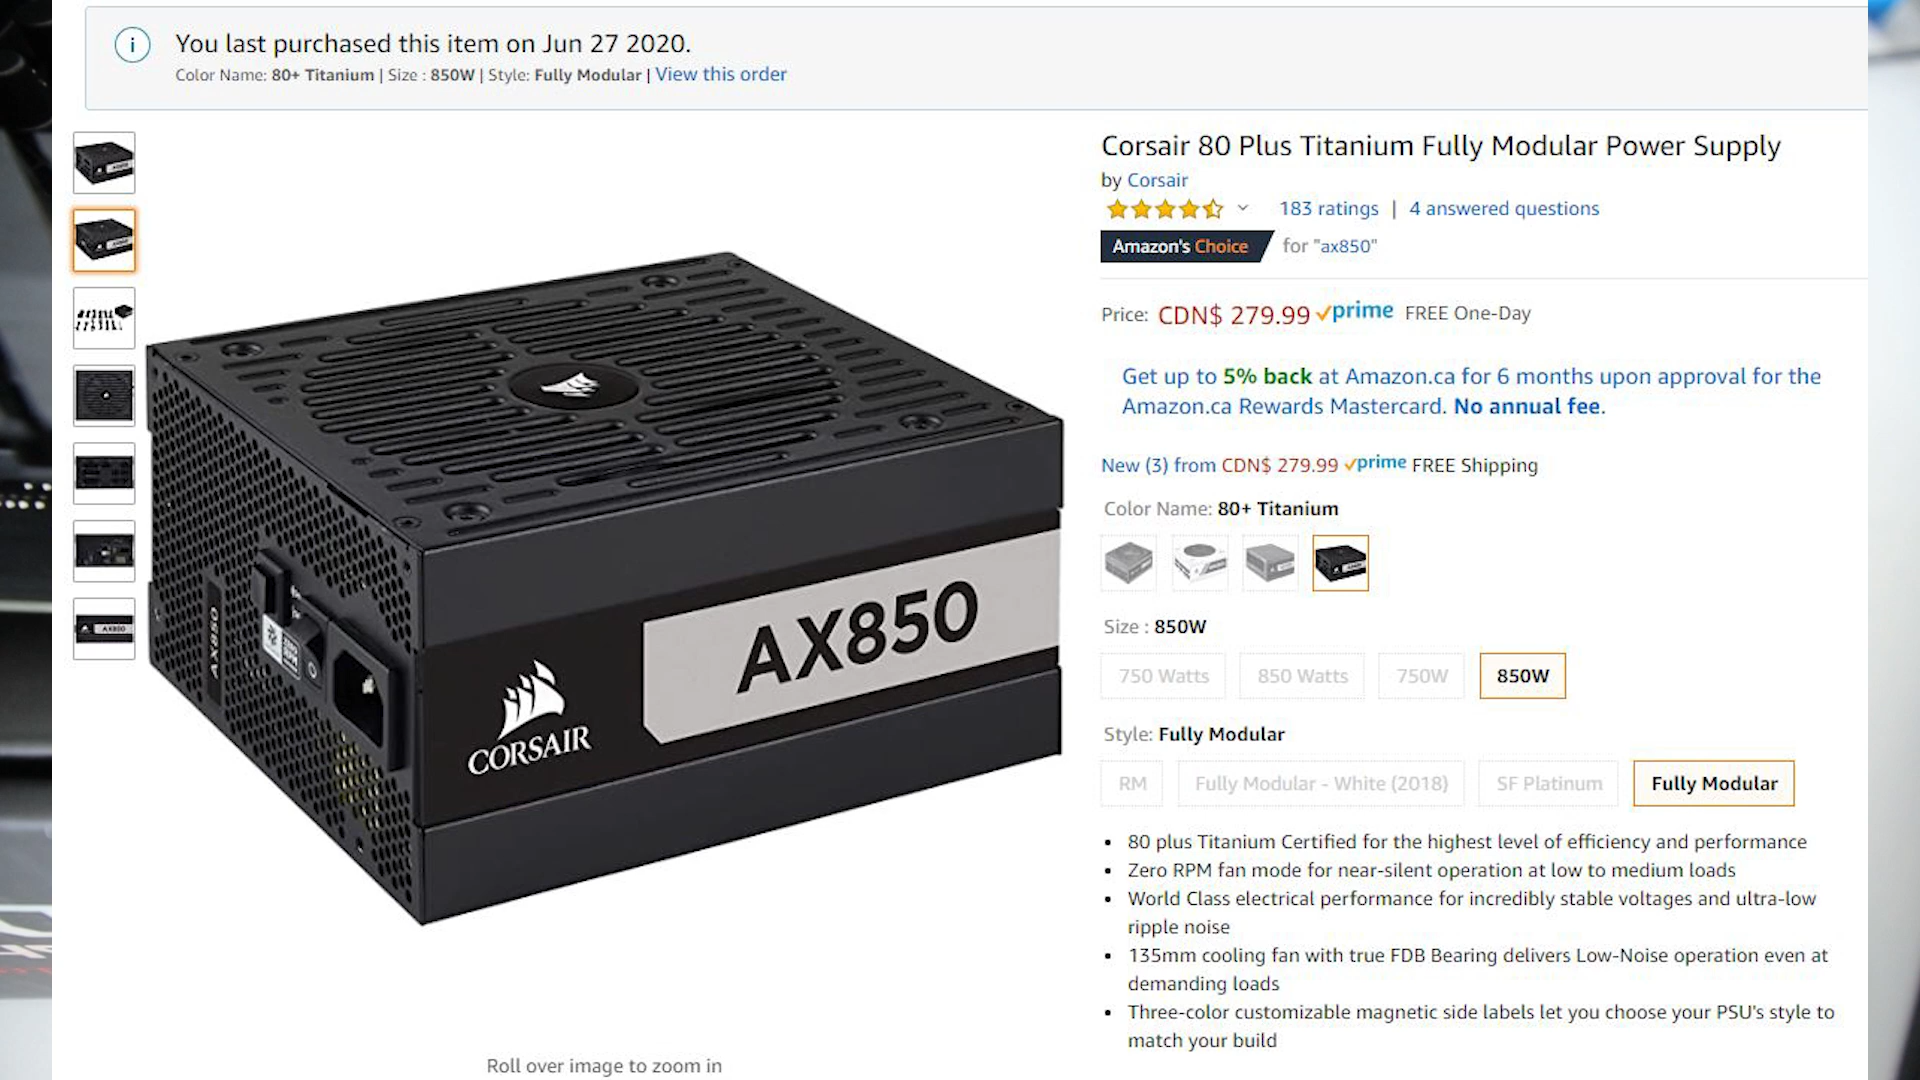 You last purchased this item on Jun 27 2020.
Color Name: 80+ Titanium | Size : 850W | Style: Fully Modular | View this order
Corsair 80 Plus Titanium Fully Modular Power Supply
by Corsair
183 ratings | 4 answered questions
Amazon's Choice for "ax850"
Price: CDN$ 279.99 prime FREE One-Day
Get up to 5% back at Amazon.ca for 6 months upon approval for the
Amazon.ca Rewards Mastercard. No annual fee.
New (3) from CDN$ 279.99 prime FREE Shipping
Color Name: 80+ Titanium
Size : 850W
750 Watts 850 Watts 750W 850W
Style: Fully Modular
RM Fully Modular - White (2018) SF Platinum Fully Modular
• 80 plus Titanium Certified for the highest level of efficiency and performance
• Zero RPM fan mode for near-silent operation at low to medium loads
• World Class electrical performance for incredibly stable voltages and ultra-low
ripple noise
• 135mm cooling fan with true FDB Bearing delivers Low-Noise operation even at
demanding loads
• Three-color customizable magnetic side labels let you choose your PSU's style to
match your build
AX850
CORSAIR
AX850
AX850
Roll over image to zoom in